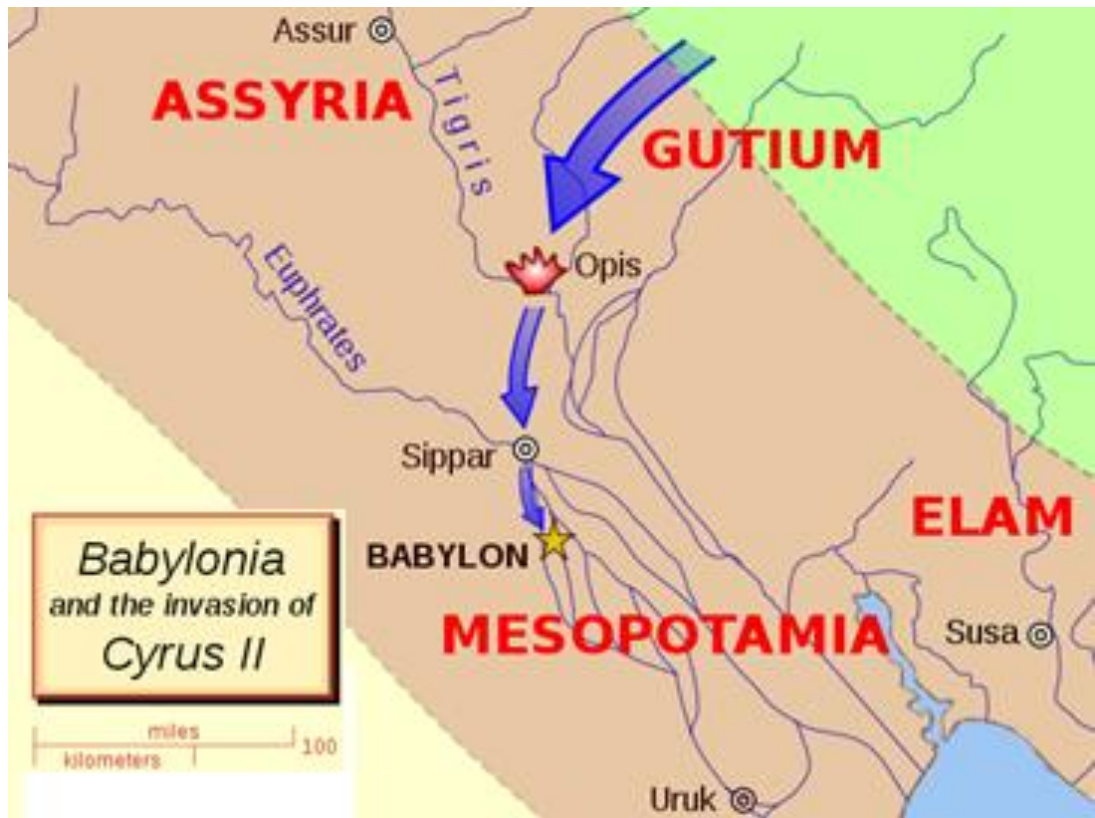 Assur
ASSYRIA
Tigris
GUTIUM
Opis
Euphrates
Sippar
BABYLON
ELAM
MESOPOTAMIA
Susa
Uruk
Babylonia
and the invasion of
Cyrus II
miles
100
kilometers